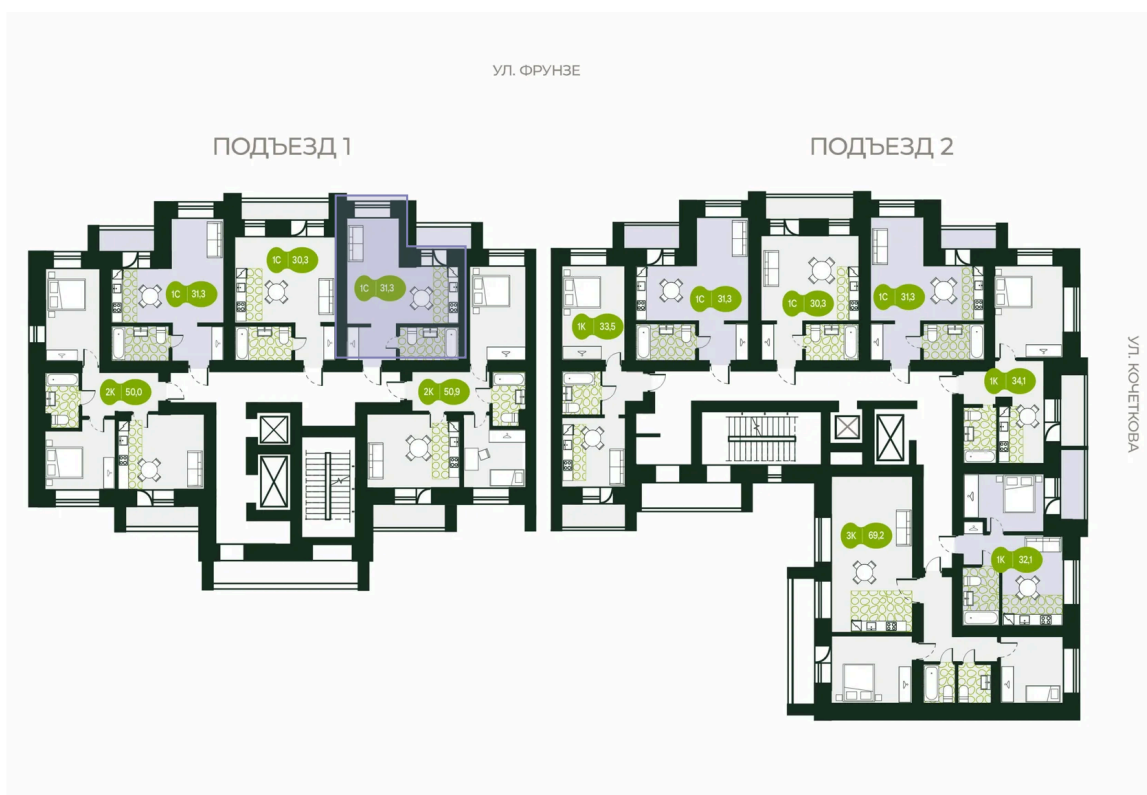 УЛ. ФРУНЗЕ
ПОДЪЕЗД 1
ПОДЪЕЗД 2
1С 31,3
1С 30,3
1С 31,3
2К 50,0
2К 50,9
1К 33,5
1С 31,3
1С 30,3
1С 31,3
1К 34,1
3К 69,2
1К 32,1
УЛ. КОЧЕТКОВА